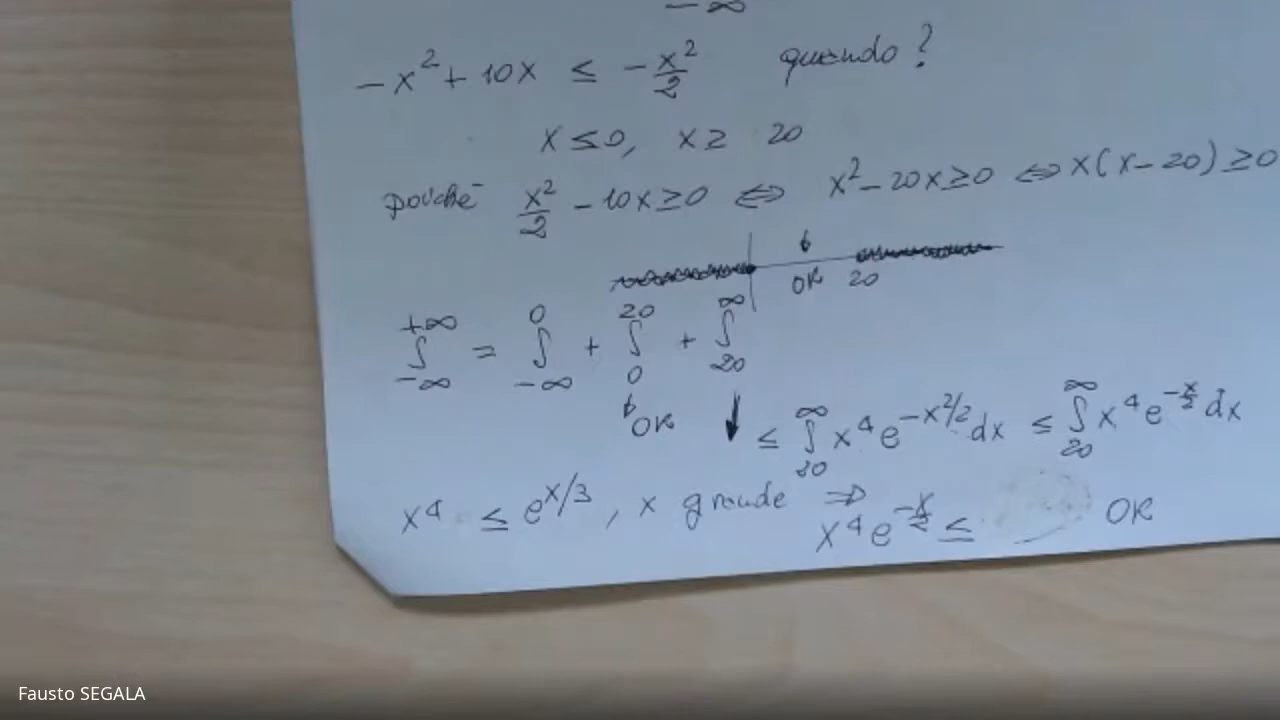 −∞
−x² + 10x ≤ −x²/2 quando?
x ≤ 0, x ≥ 20
poiché x²/2 − 10x ≥ 0 ⇔ x² − 20x ≥ 0 ⇔ x(x − 20) ≥ 0
OK 20
∫_{−∞}^{+∞} = ∫_{−∞}^{0} + ∫_{0}^{20} + ∫_{20}^{∞}
OK ↓ ≤ ∫_{20}^{∞} x⁴ e^{−x²/2} dx ≤ ∫_{20}^{∞} x⁴ e^{−x/2} dx
x⁴ ≤ e^{x/3}, x grande ⇒ x⁴ e^{−x/2} ≤ OK
Fausto SEGALA